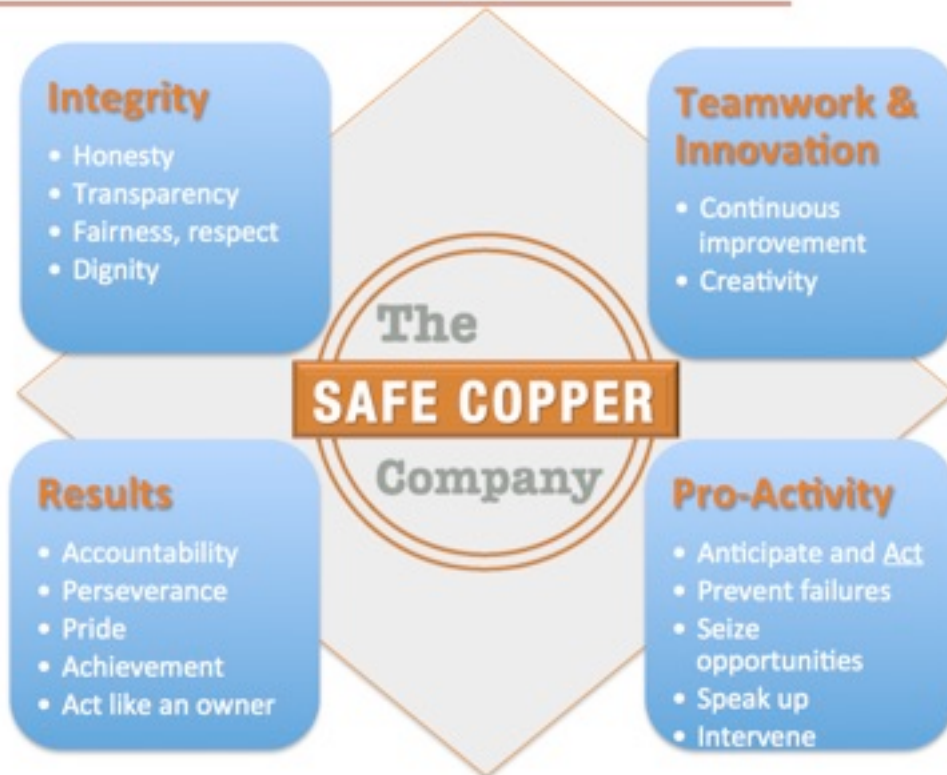 Integrity
• Honesty
• Transparency
• Fairness, respect
• Dignity
Teamwork &
Innovation
• Continuous
improvement
• Creativity
The
SAFE COPPER
Company
Results
• Accountability
• Perseverance
• Pride
• Achievement
• Act like an owner
Pro-Activity
• Anticipate and Act
• Prevent failures
• Seize
opportunities
• Speak up
• Intervene